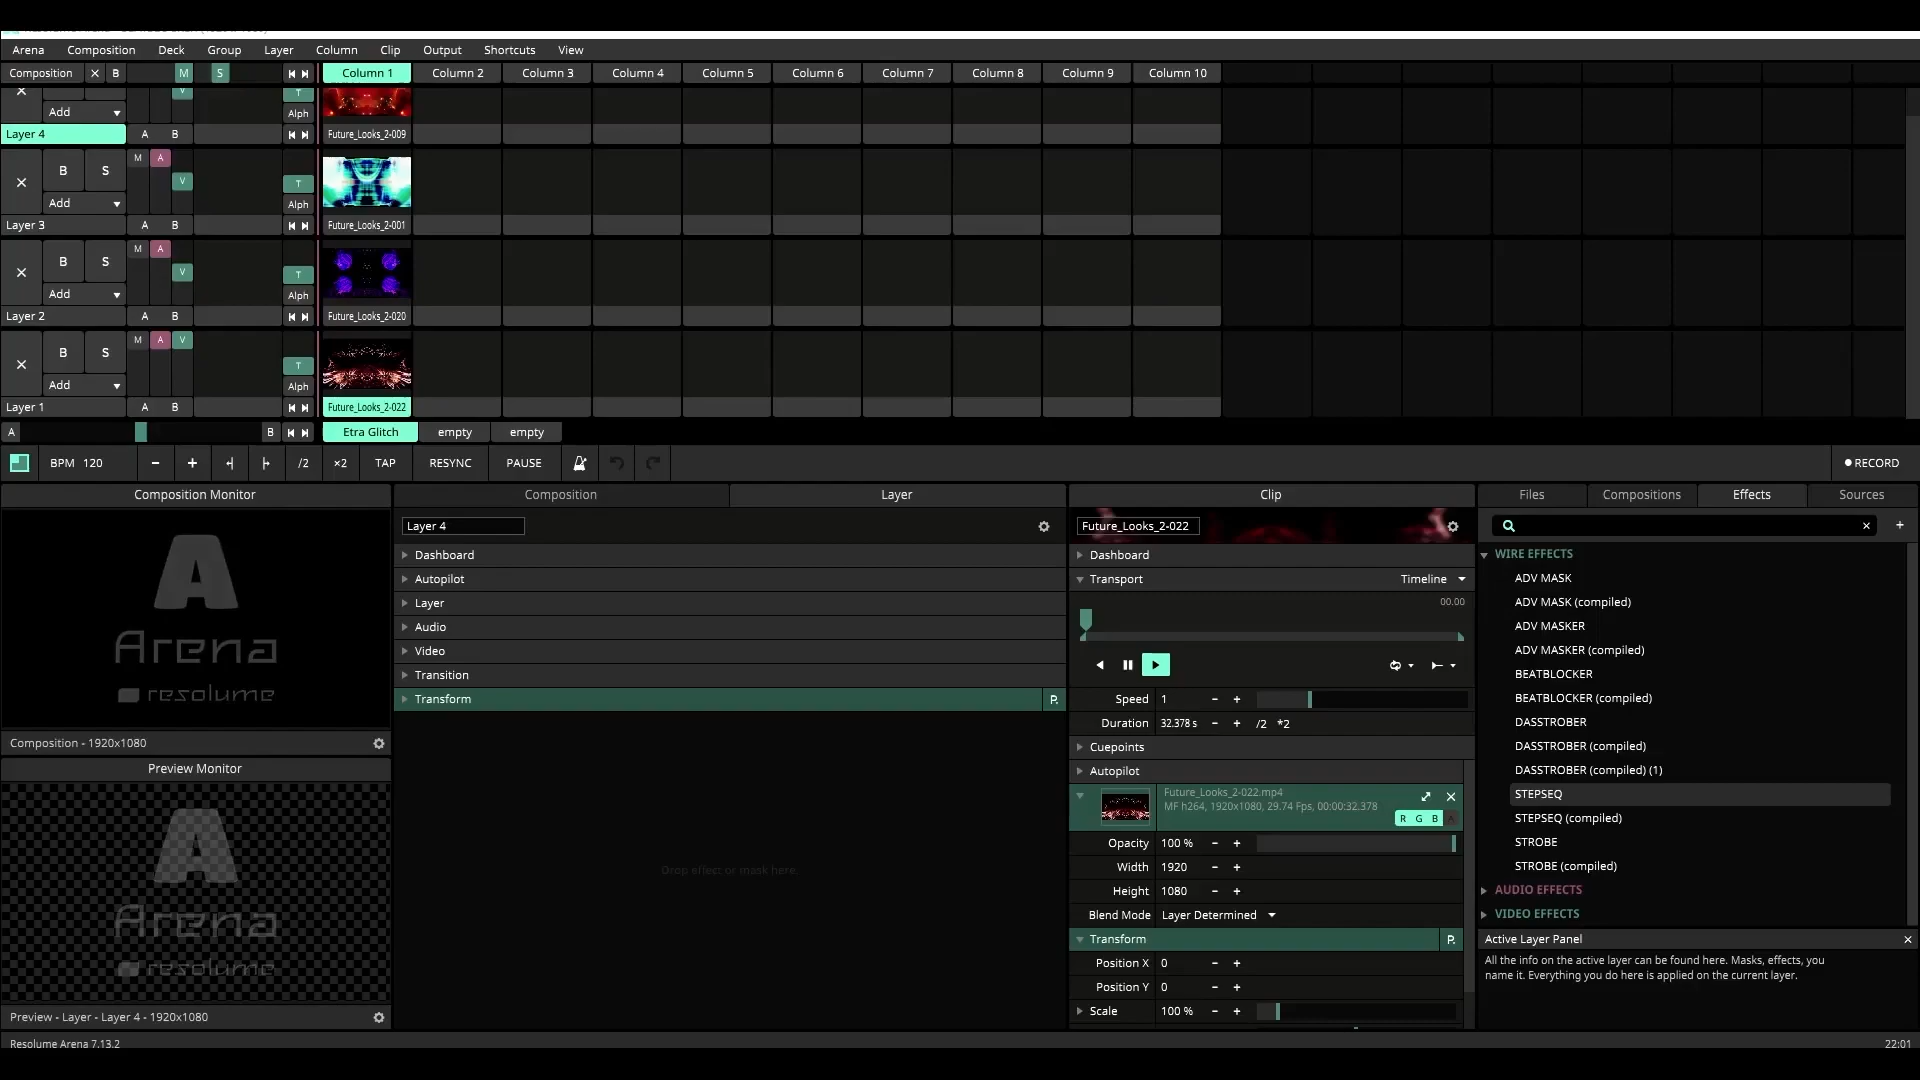 Arena Composition Deck Group Layer Column Clip Output Shortcuts View
Composition × B M S Column 1 Column 2 Column 3 Column 4 Column 5 Column 6 Column 7 Column 8 Column 9 Column 10
× Add V T Alph
Layer 4 A B Future_Looks_2-009
× B S M A V T
Add Alph
Layer 3 A B Future_Looks_2-001
× B S M A V T
Add Alph
Layer 2 A B Future_Looks_2-020
× B S M A V T
Add Alph
Layer 1 A B Future_Looks_2-022
A B Etra Glitch empty empty
BPM 120 - + /2 ×2 TAP RESYNC PAUSE RECORD
Composition Monitor
A
Arena
resolume
Composition - 1920x1080
Preview Monitor
A
Arena
resolume
Preview - Layer - Layer 4 - 1920x1080
Composition Layer
Layer 4
Dashboard
Autopilot
Layer
Audio
Video
Transition
Transform P.
Drop effect or mask here.
Clip
Future_Looks_2-022
Dashboard
Transport Timeline
00.00
Speed 1 - +
Duration 32.378 s - + /2 *2
Cuepoints
Autopilot
Future_Looks_2-022.mp4
MF h264, 1920x1080, 29.74 Fps, 00:00:32.378
R G B A
Opacity 100 % - +
Width 1920 - +
Height 1080 - +
Blend Mode Layer Determined
Transform P.
Position X 0 - +
Position Y 0 - +
Scale 100 % - +
Files Compositions Effects Sources
× +
WIRE EFFECTS
ADV MASK
ADV MASK (compiled)
ADV MASKER
ADV MASKER (compiled)
BEATBLOCKER
BEATBLOCKER (compiled)
DASSTROBER
DASSTROBER (compiled)
DASSTROBER (compiled) (1)
STEPSEQ
STEPSEQ (compiled)
STROBE
STROBE (compiled)
AUDIO EFFECTS
VIDEO EFFECTS
Active Layer Panel ×
All the info on the active layer can be found here. Masks, effects, you
name it. Everything you do here is applied on the current layer.
Resolume Arena 7.13.2 22:01